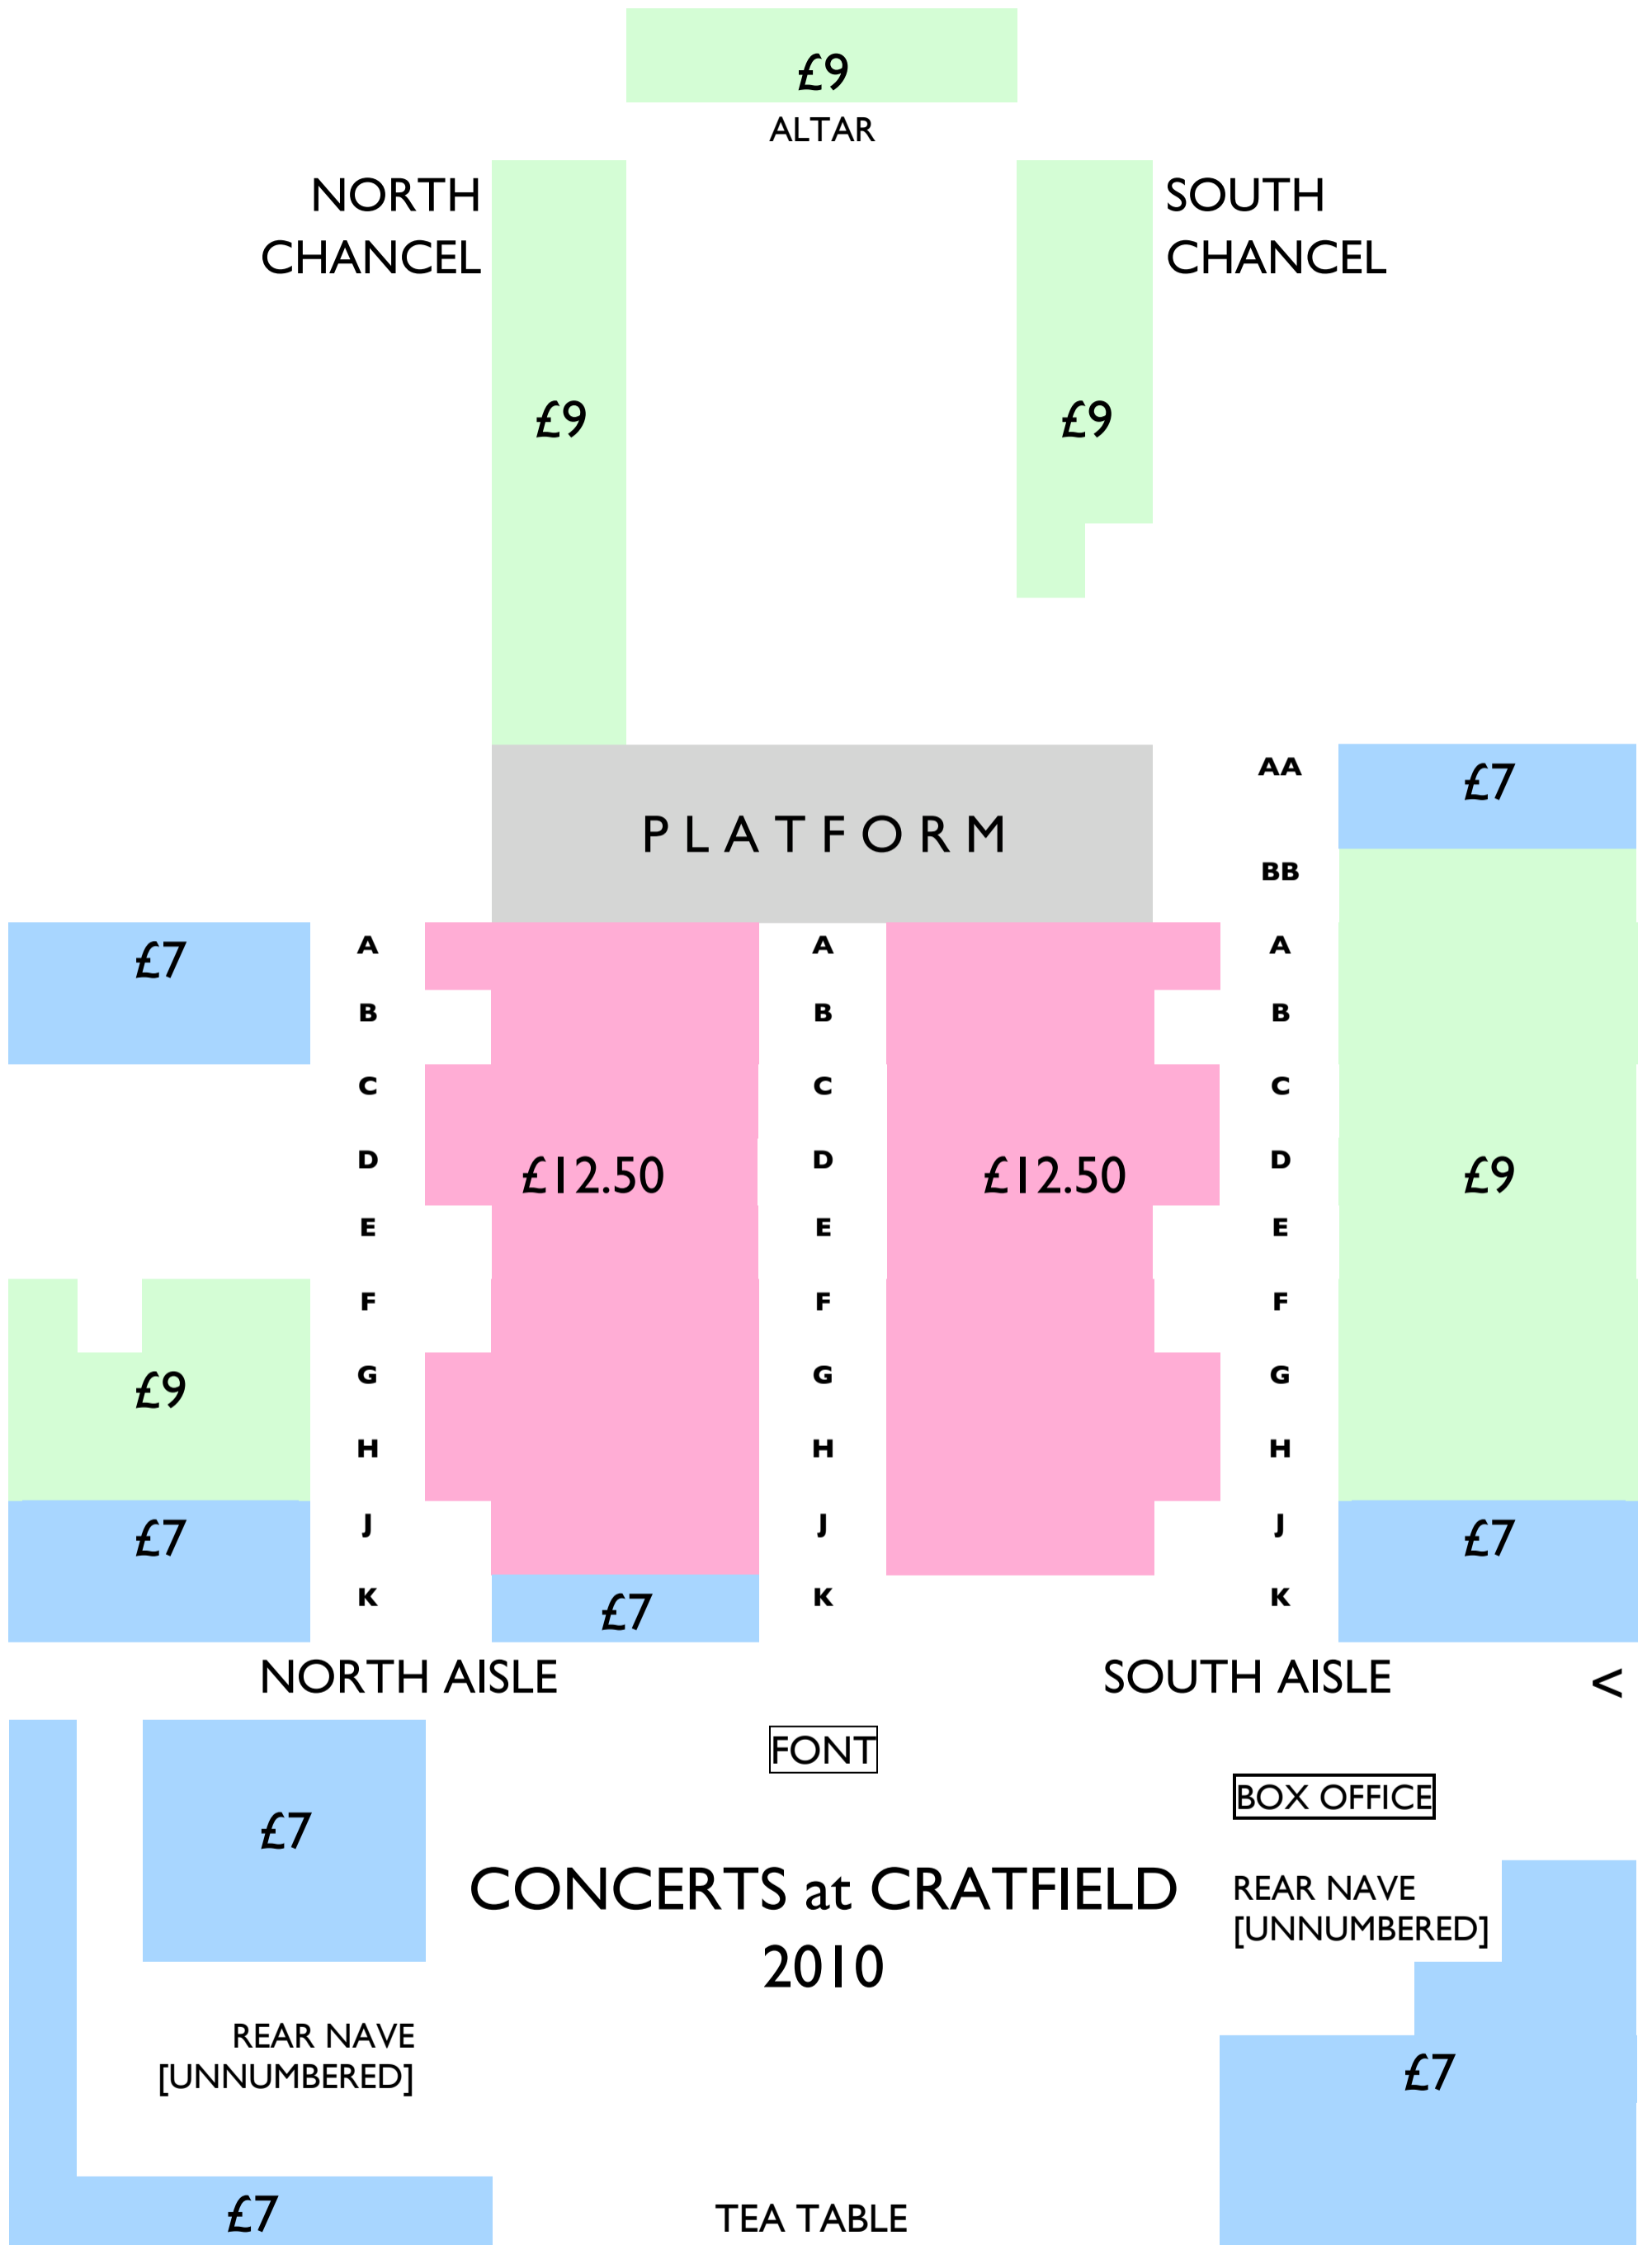 £9
ALTAR
NORTH
CHANCEL
SOUTH
CHANCEL
£9
£9
PLATFORM
AA
£7
BB
£7
A
A
A
B
B
B
C
C
C
D
£12.50
D
£12.50
D
£9
E
E
E
F
F
F
£9
G
G
G
H
H
H
£7
J
J
J
£7
K
£7
K
K
NORTH AISLE
SOUTH AISLE
<
FONT
BOX OFFICE
£7
CONCERTS at CRATFIELD
2010
REAR NAVE
[UNNUMBERED]
REAR NAVE
[UNNUMBERED]
£7
£7
TEA TABLE